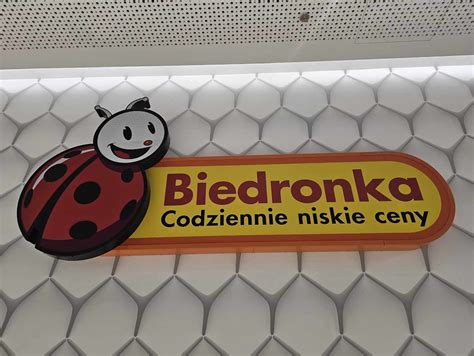 Biedronka
Codziennie niskie ceny